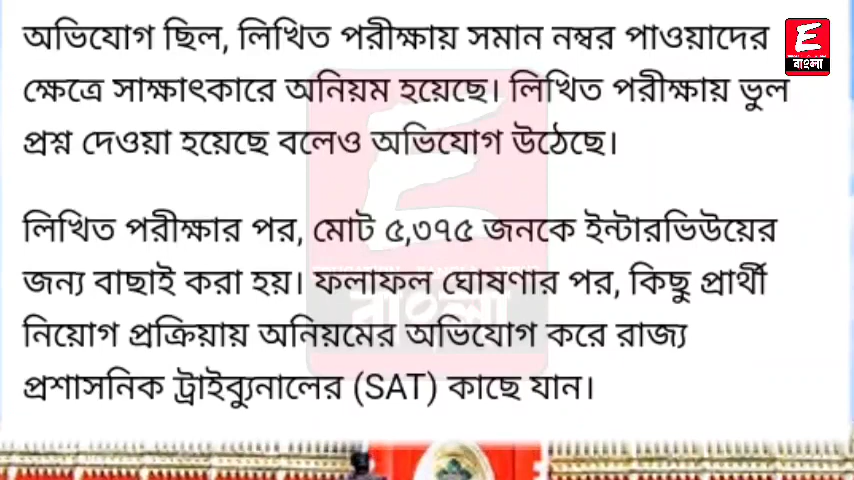 অভিযোগ ছিল, লিখিত পরীক্ষায় সমান নম্বর পাওয়াদের
ক্ষেত্রে সাক্ষাৎকারে অনিয়ম হয়েছে। লিখিত পরীক্ষায় ভুল
প্রশ্ন দেওয়া হয়েছে বলেও অভিযোগ উঠেছে।
লিখিত পরীক্ষার পর, মোট ৫,৩৭৫ জনকে ইন্টারভিউয়ের
জন্য বাছাই করা হয়। ফলাফল ঘোষণার পর, কিছু প্রার্থী
নিয়োগ প্রক্রিয়ায় অনিয়মের অভিযোগ করে রাজ্য
প্রশাসনিক ট্রাইব্যুনালের (SAT) কাছে যান।
E
বাংলা
E
বাংলা